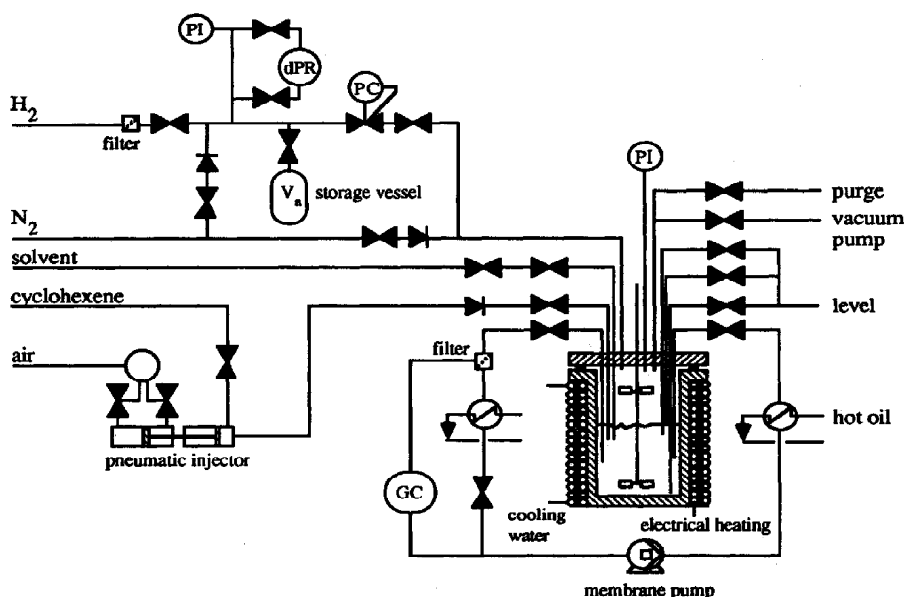 PI
dPR
PC
H2
filter
Va storage vessel
PI
purge
N2
vacuum
pump
solvent
cyclohexene
level
air
filter
hot oil
pneumatic injector
GC
cooling
water
electrical heating
membrane pump